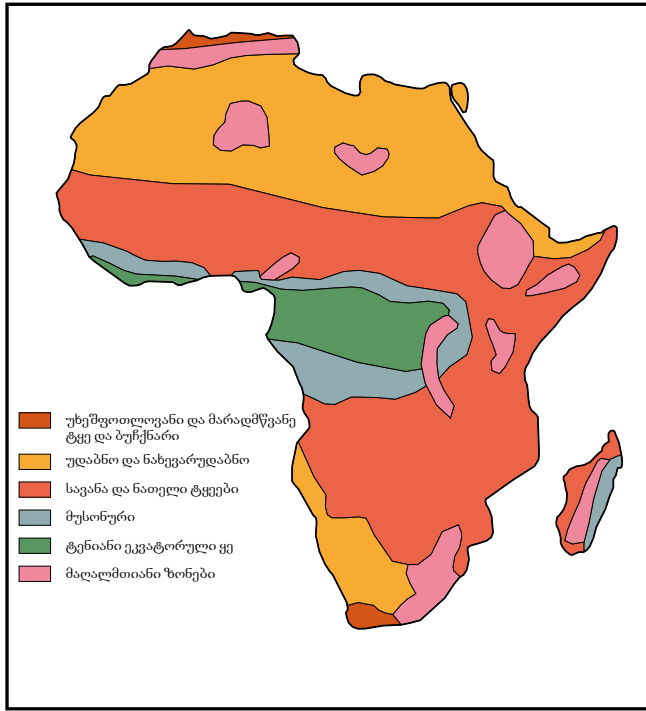 უხეშფოთლოვანი და მარადმწვანე
ტყე და ბუჩქნარი
უდაბნო და ნახევარუდაბნო
სავანა და ნათელი ტყეები
მუსონური
ტენიანი ეკვატორული ყე
მაღალმთიანი ზონები